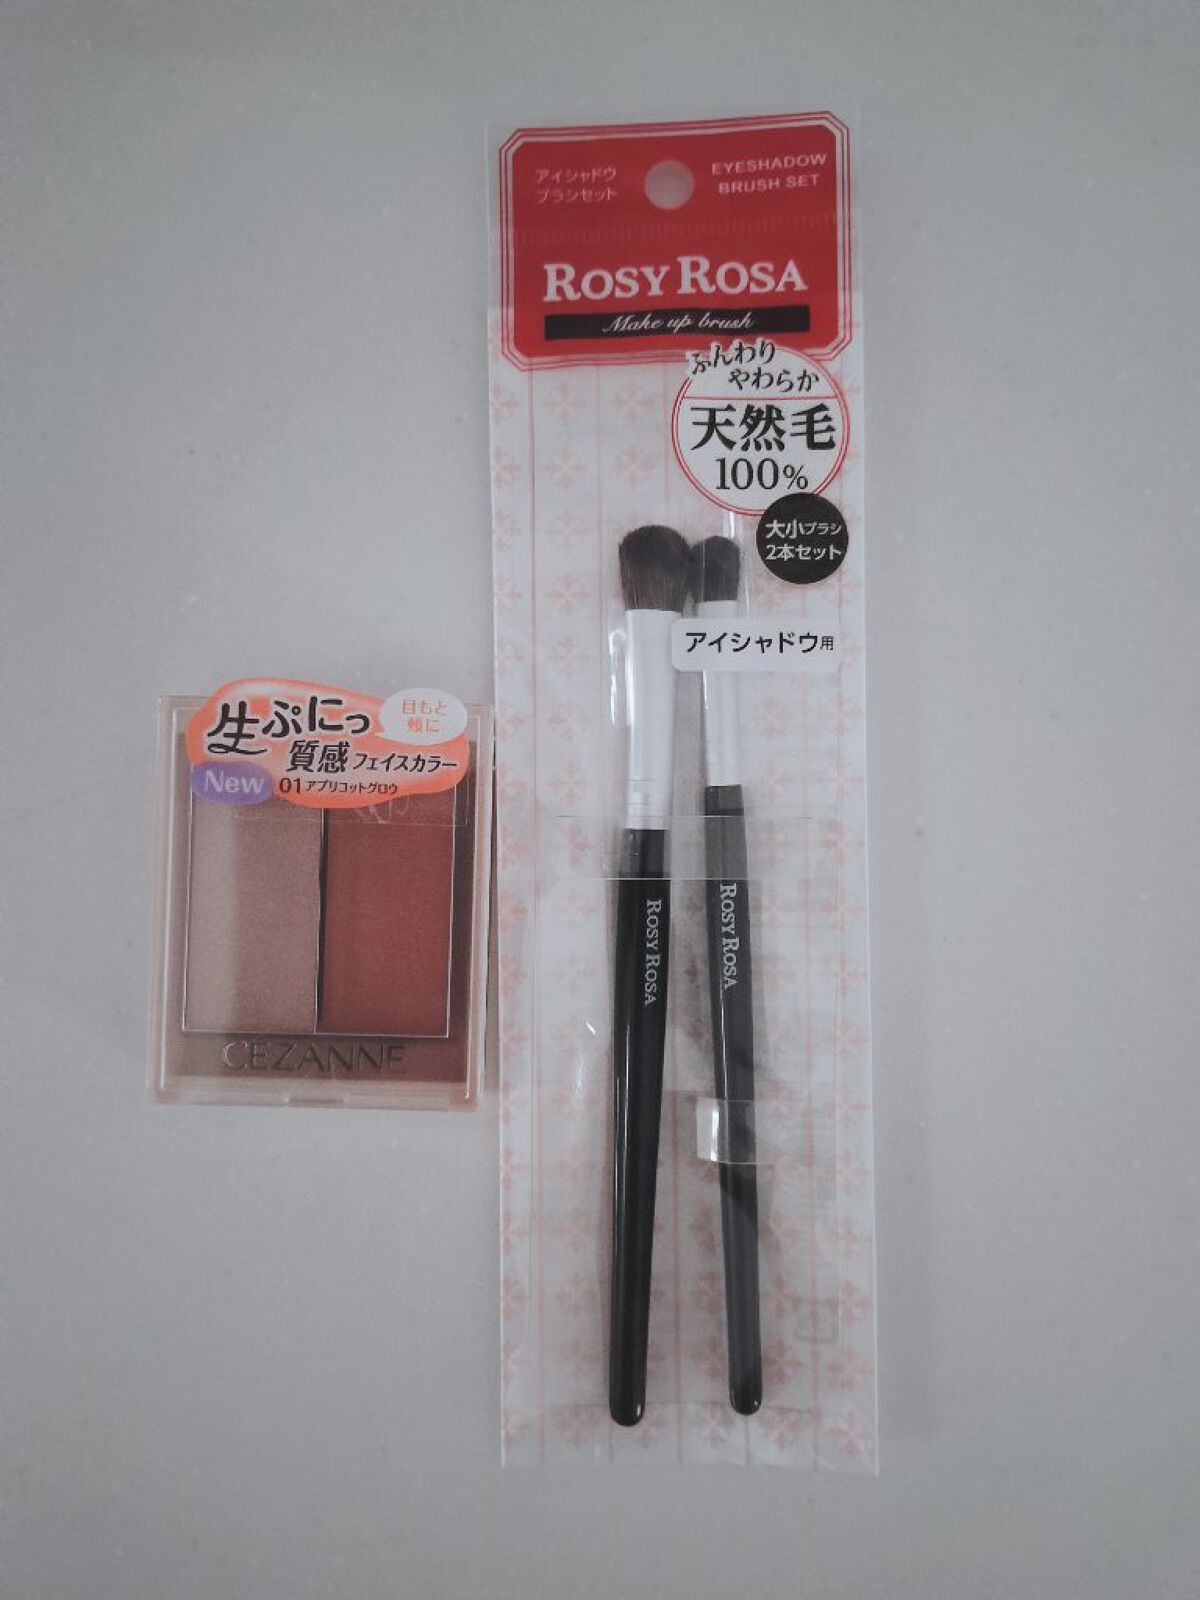 アイシャドウ
ブラシセット
EYESHADOW
BRUSH SET
ROSY ROSA
Make up brush
ふんわり
やわらか
天然毛
100%
大小ブラシ
2本セット
アイシャドウ用
ROSY ROSA
ROSY ROSA
生ぷにっ
質感フェイスカラー
目もと
頬に
New
01アプリコットグロウ
CEZANNE